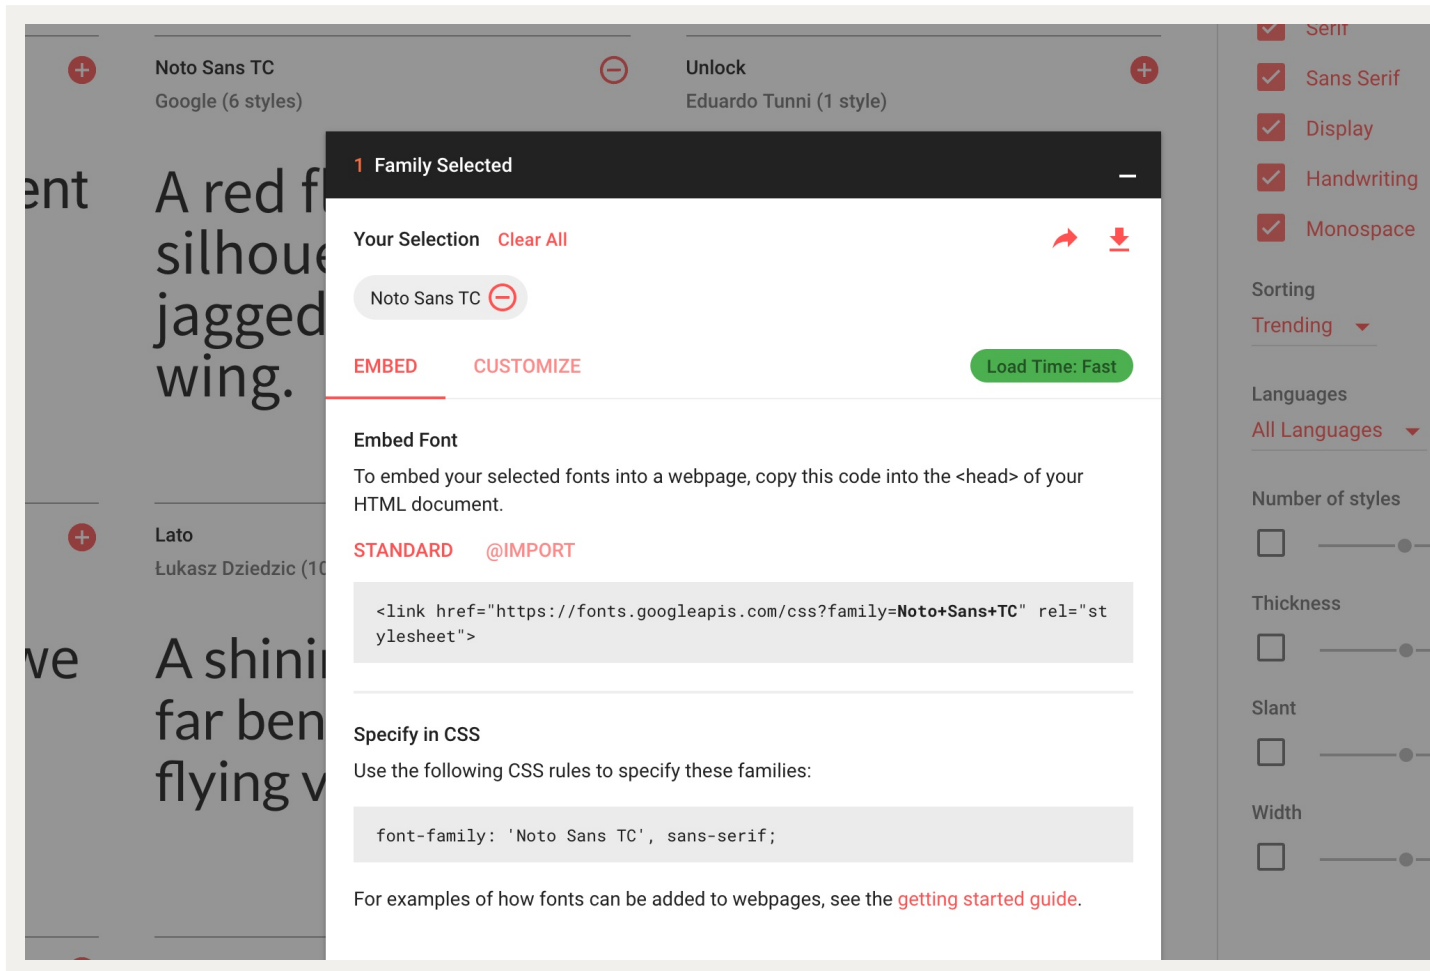 Noto Sans TC
Google (6 styles)
Unlock
Eduardo Tunni (1 style)
ent
A red fl
silhoue
jagged
wing.
1 Family Selected
Your Selection Clear All
Noto Sans TC
EMBED CUSTOMIZE Load Time: Fast
Embed Font
To embed your selected fonts into a webpage, copy this code into the <head> of your
HTML document.
STANDARD @IMPORT
<link href="https://fonts.googleapis.com/css?family=Noto+Sans+TC" rel="st
ylesheet">
Specify in CSS
Use the following CSS rules to specify these families:
font-family: 'Noto Sans TC', sans-serif;
For examples of how fonts can be added to webpages, see the getting started guide.
Lato
Łukasz Dziedzic (10
we
A shinin
far ben
flying v
Serif
Sans Serif
Display
Handwriting
Monospace
Sorting
Trending
Languages
All Languages
Number of styles
Thickness
Slant
Width